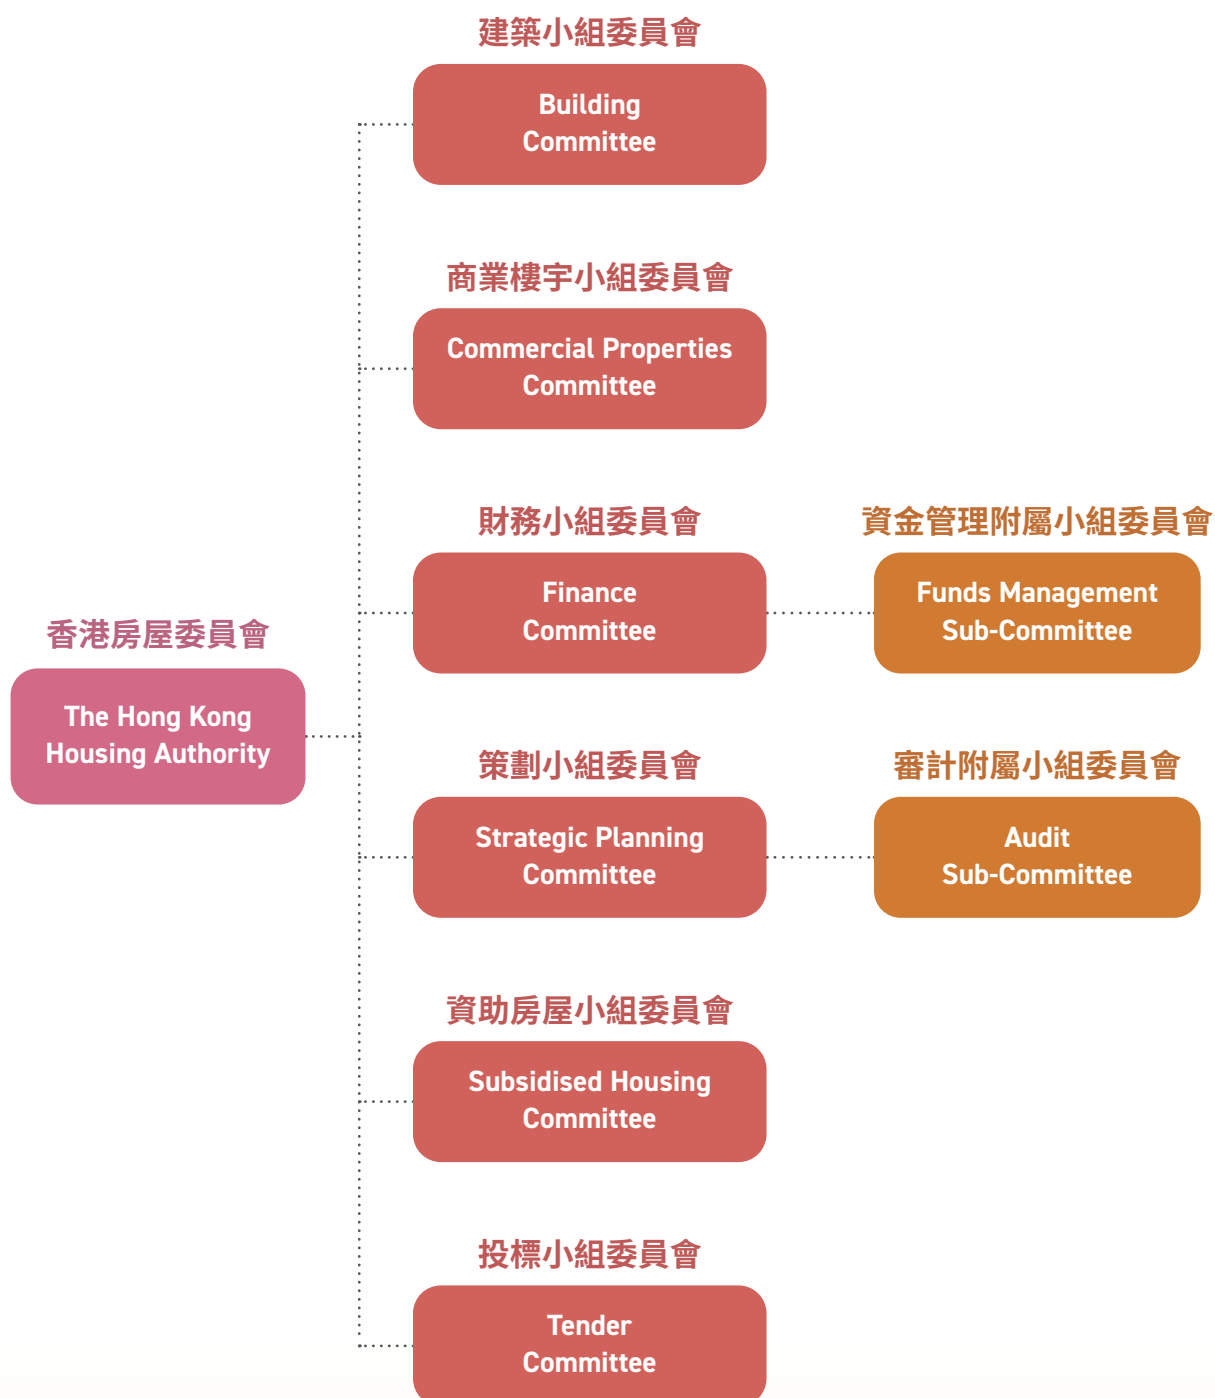 建築小組委員會
Building
Committee
商業樓宇小組委員會
Commercial Properties
Committee
財務小組委員會
Finance
Committee
資金管理附屬小組委員會
Funds Management
Sub-Committee
香港房屋委員會
The Hong Kong
Housing Authority
策劃小組委員會
Strategic Planning
Committee
審計附屬小組委員會
Audit
Sub-Committee
資助房屋小組委員會
Subsidised Housing
Committee
投標小組委員會
Tender
Committee